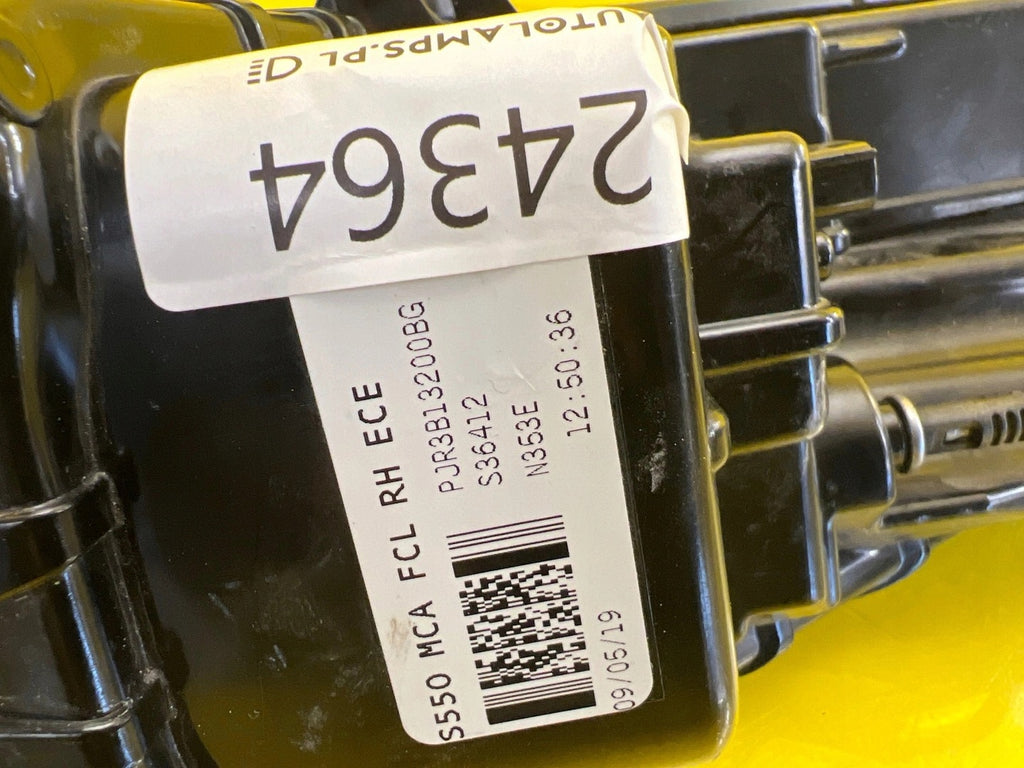 UTOLAMPS.PL
24364
S550 MCA FCL RH ECE
PJR3B13200BG
S36412
N353E
09/05/19 12:50:36